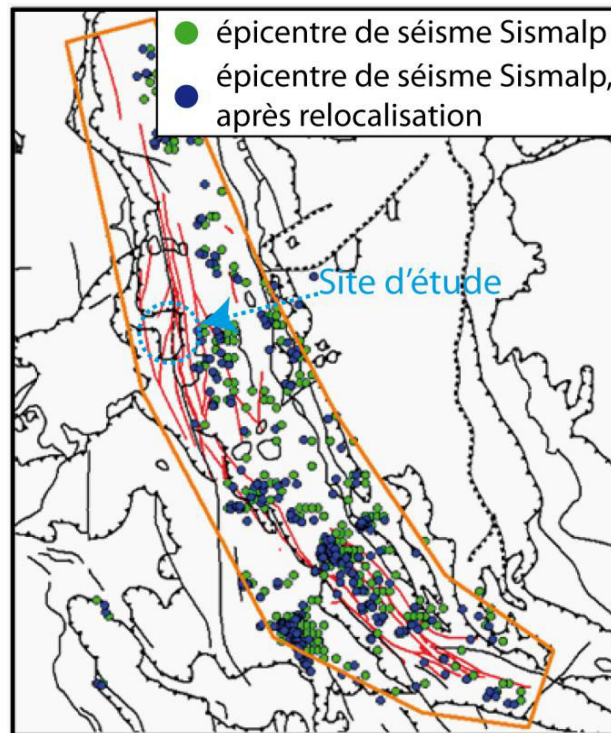 épicentre de séisme Sismalp
épicentre de séisme Sismalp,
après relocalisation
Site d'étude